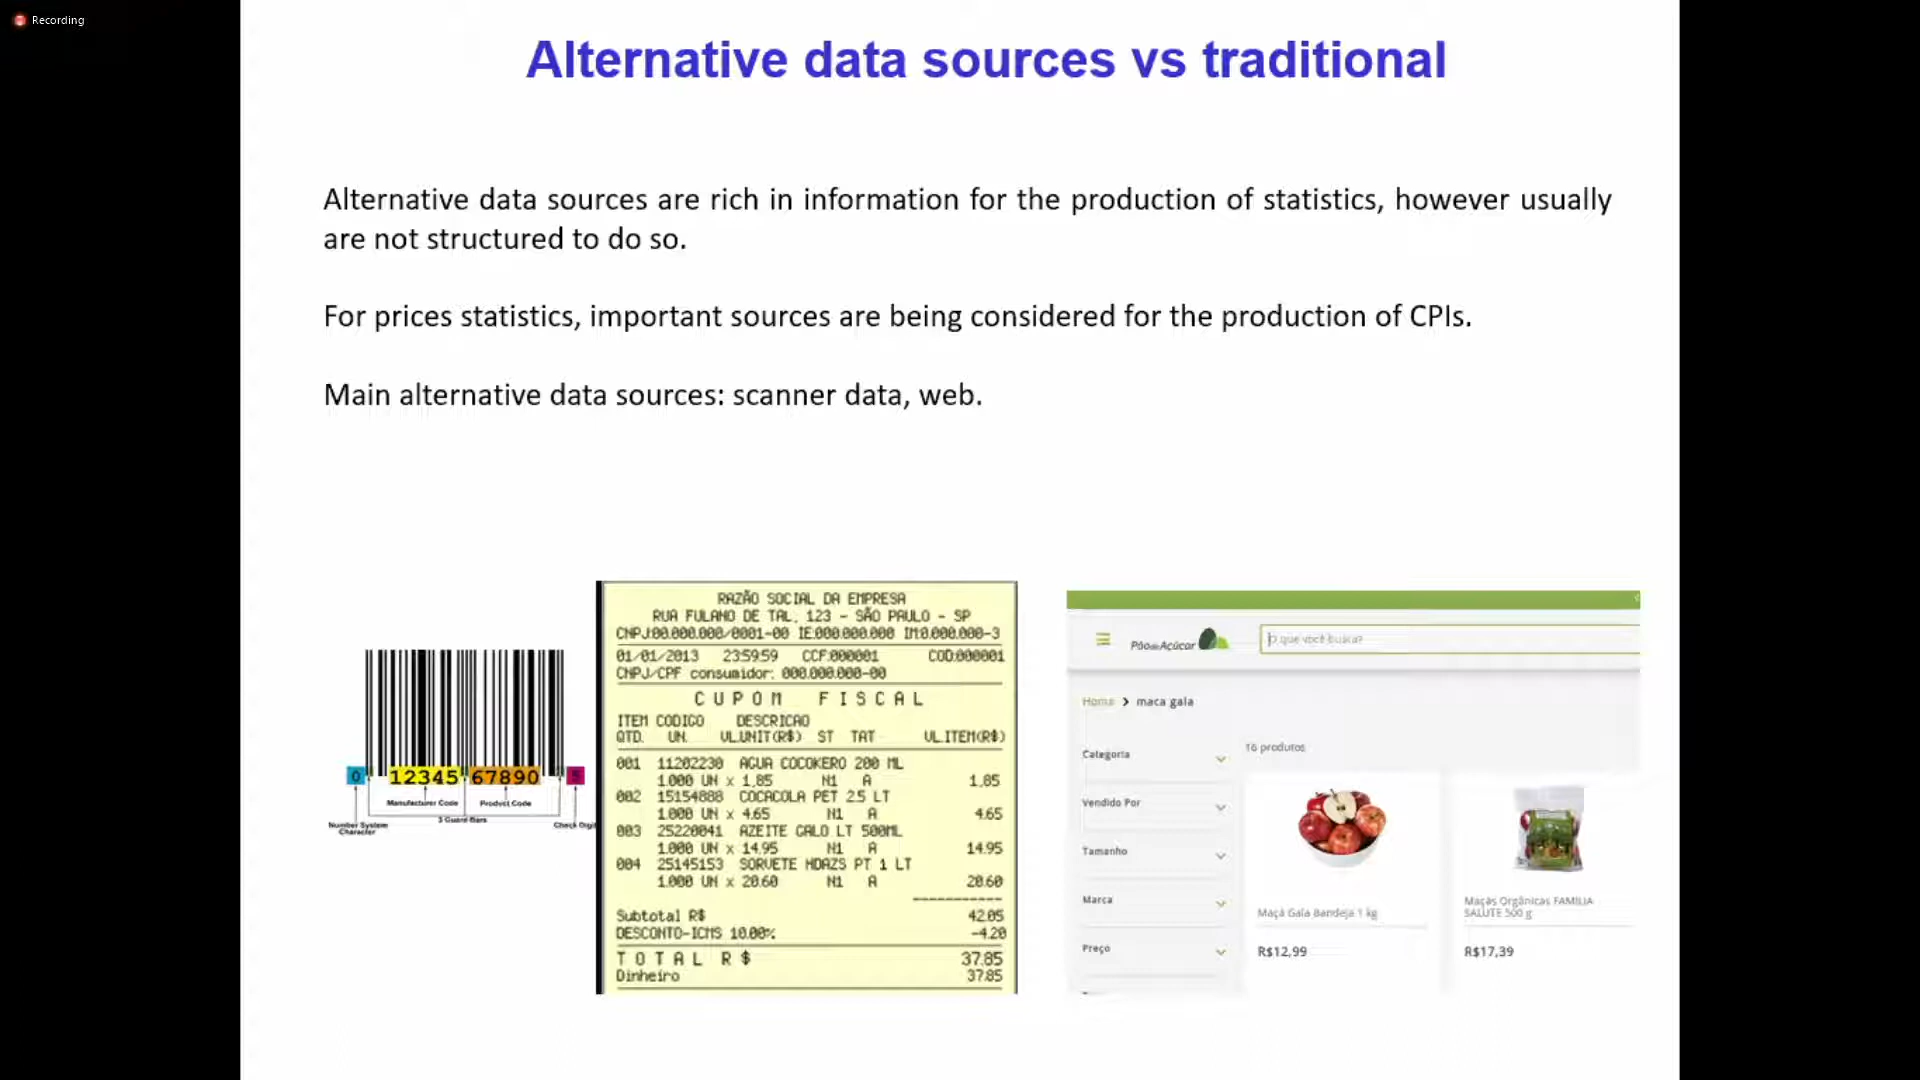 Recording
Alternative data sources vs traditional
Alternative data sources are rich in information for the production of statistics, however usually
are not structured to do so.
For prices statistics, important sources are being considered for the production of CPIs.
Main alternative data sources: scanner data, web.
0 12345 67890 5
Manufacturer Code Product Code
3 Guard Bars
Number System
Character
Check Digit
RAZÃO SOCIAL DA EMPRESA
RUA FULANO DE TAL, 123 - SÃO PAULO - SP
CNPJ:00.000.000/0001-00 IE:000.000.000 IM:0.000.000-3
01/01/2013 23:59:59 CCF:000001 COD:000001
CNPJ/CPF consumidor: 000.000.000-00
CUPOM FISCAL
ITEM CODIGO DESCRICAO
QTD. UN. VL.UNIT(R$) ST TAT VL.ITEM(R$)
001 11202230 AGUA COCOKERO 200 ML
1.000 UN x 1,85 N1 A 1,85
002 15154888 COCACOLA PET 2.5 LT
1.000 UN x 4.65 N1 A 4.65
003 25220041 AZEITE GALO LT 500ML
1.000 UN x 14.95 N1 A 14.95
004 25145153 SORVETE HDAZS PT 1 LT
1.000 UN x 20.60 N1 A 20.60
Subtotal R$ 42.05
DESCONTO-ICMS 10.00% -4.20
TOTAL R$ 37.85
Dinheiro 37.85
Pão de Açúcar
O que você busca?
Home > maca gala
16 produtos
Categoria
Vendido Por
Tamanho
Marca
Preço
Maçã Gala Bandeja 1 kg
R$12,99
Maçãs Orgânicas FAMILIA
SALUTE 500 g
R$17,39